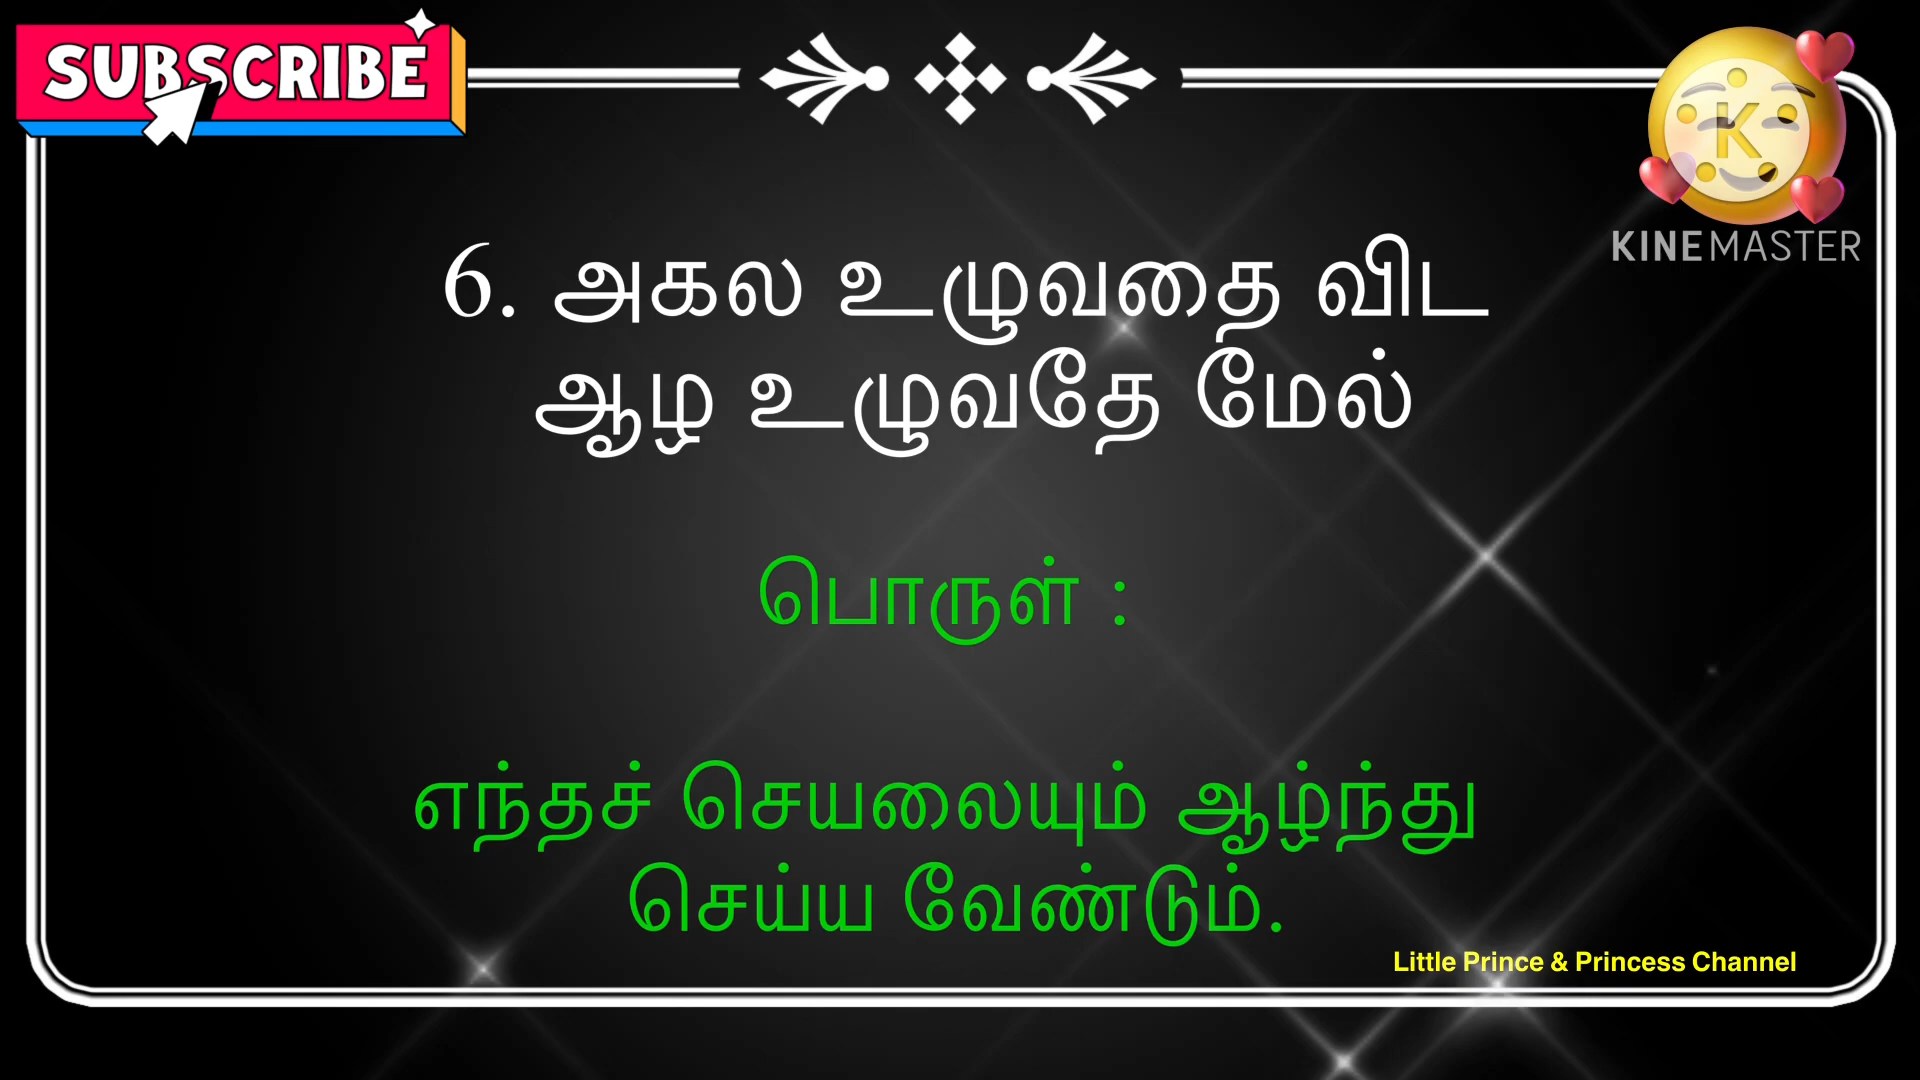 SUBSCRIBE
K
KINEMASTER
6. அகல உழுவதை விட
ஆழ உழுவதே மேல்
பொருள் :
எந்தச் செயலையும் ஆழ்ந்து
செய்ய வேண்டும்.
Little Prince & Princess Channel